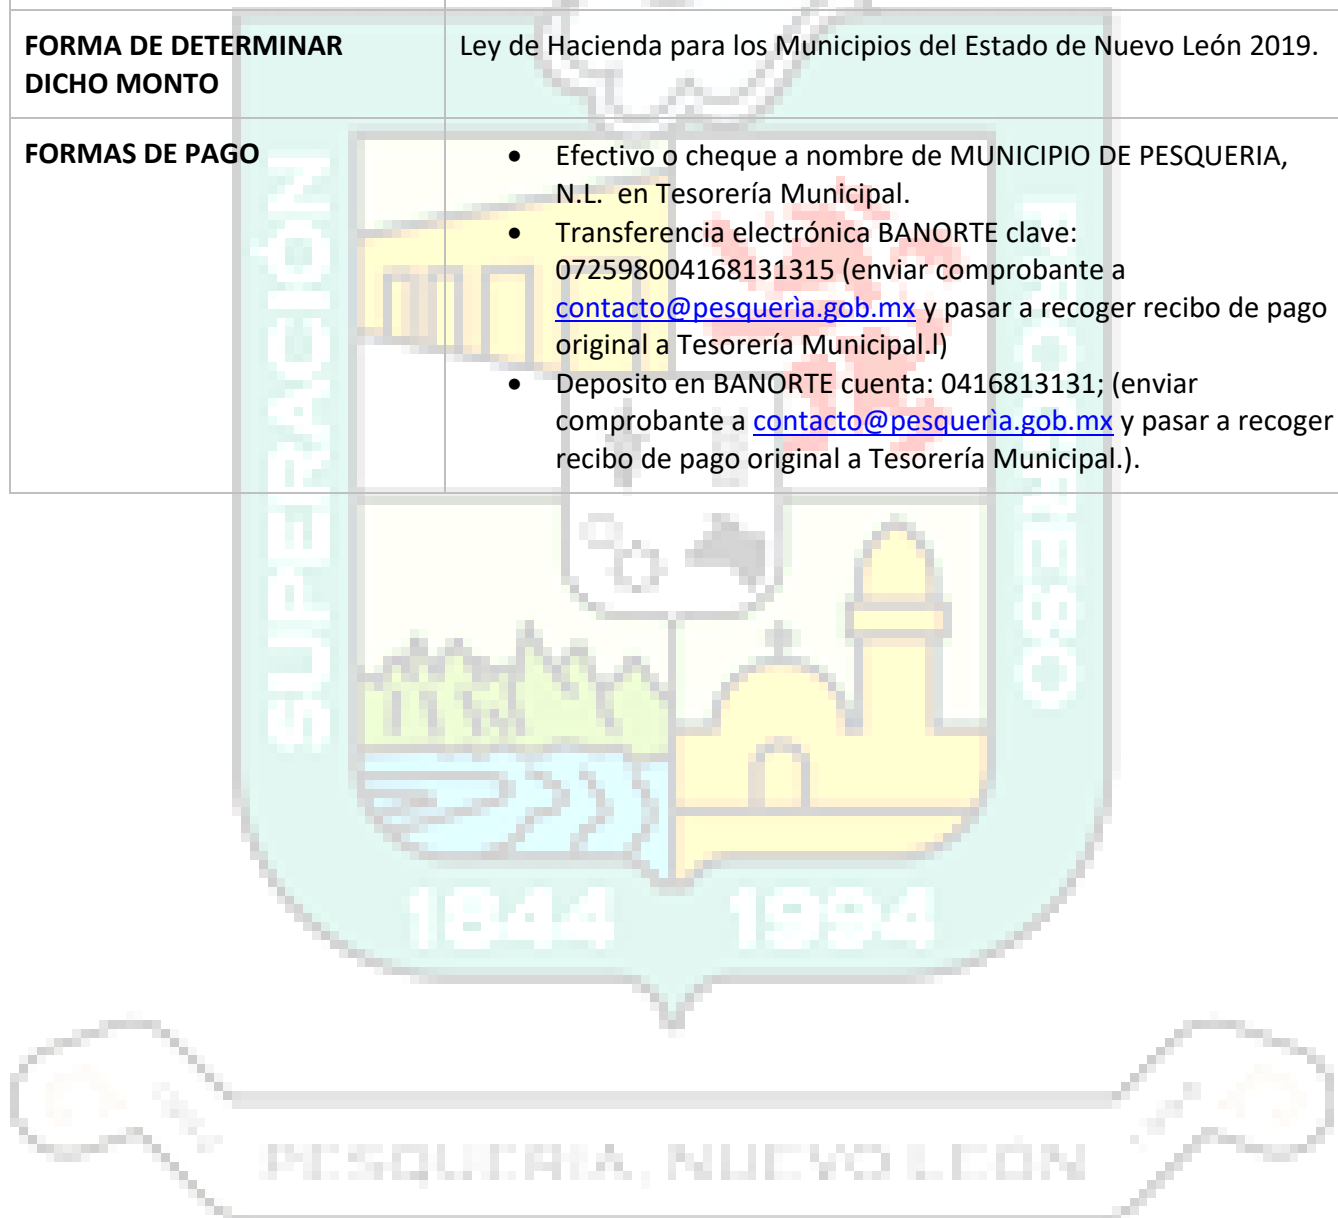 FORMA DE DETERMINAR
DICHO MONTO
Ley de Hacienda para los Municipios del Estado de Nuevo León 2019.
FORMAS DE PAGO
• Efectivo o cheque a nombre de MUNICIPIO DE PESQUERIA,
N.L. en Tesorería Municipal.
• Transferencia electrónica BANORTE clave:
072598004168131315 (enviar comprobante a
contacto@pesquerìa.gob.mx y pasar a recoger recibo de pago
original a Tesorería Municipal.l)
• Deposito en BANORTE cuenta: 0416813131; (enviar
comprobante a contacto@pesquerìa.gob.mx y pasar a recoger
recibo de pago original a Tesorería Municipal.).
SUPERACIÓN
PROGRESO
1844 1994
PESQUERIA, NUEVO LEÓN